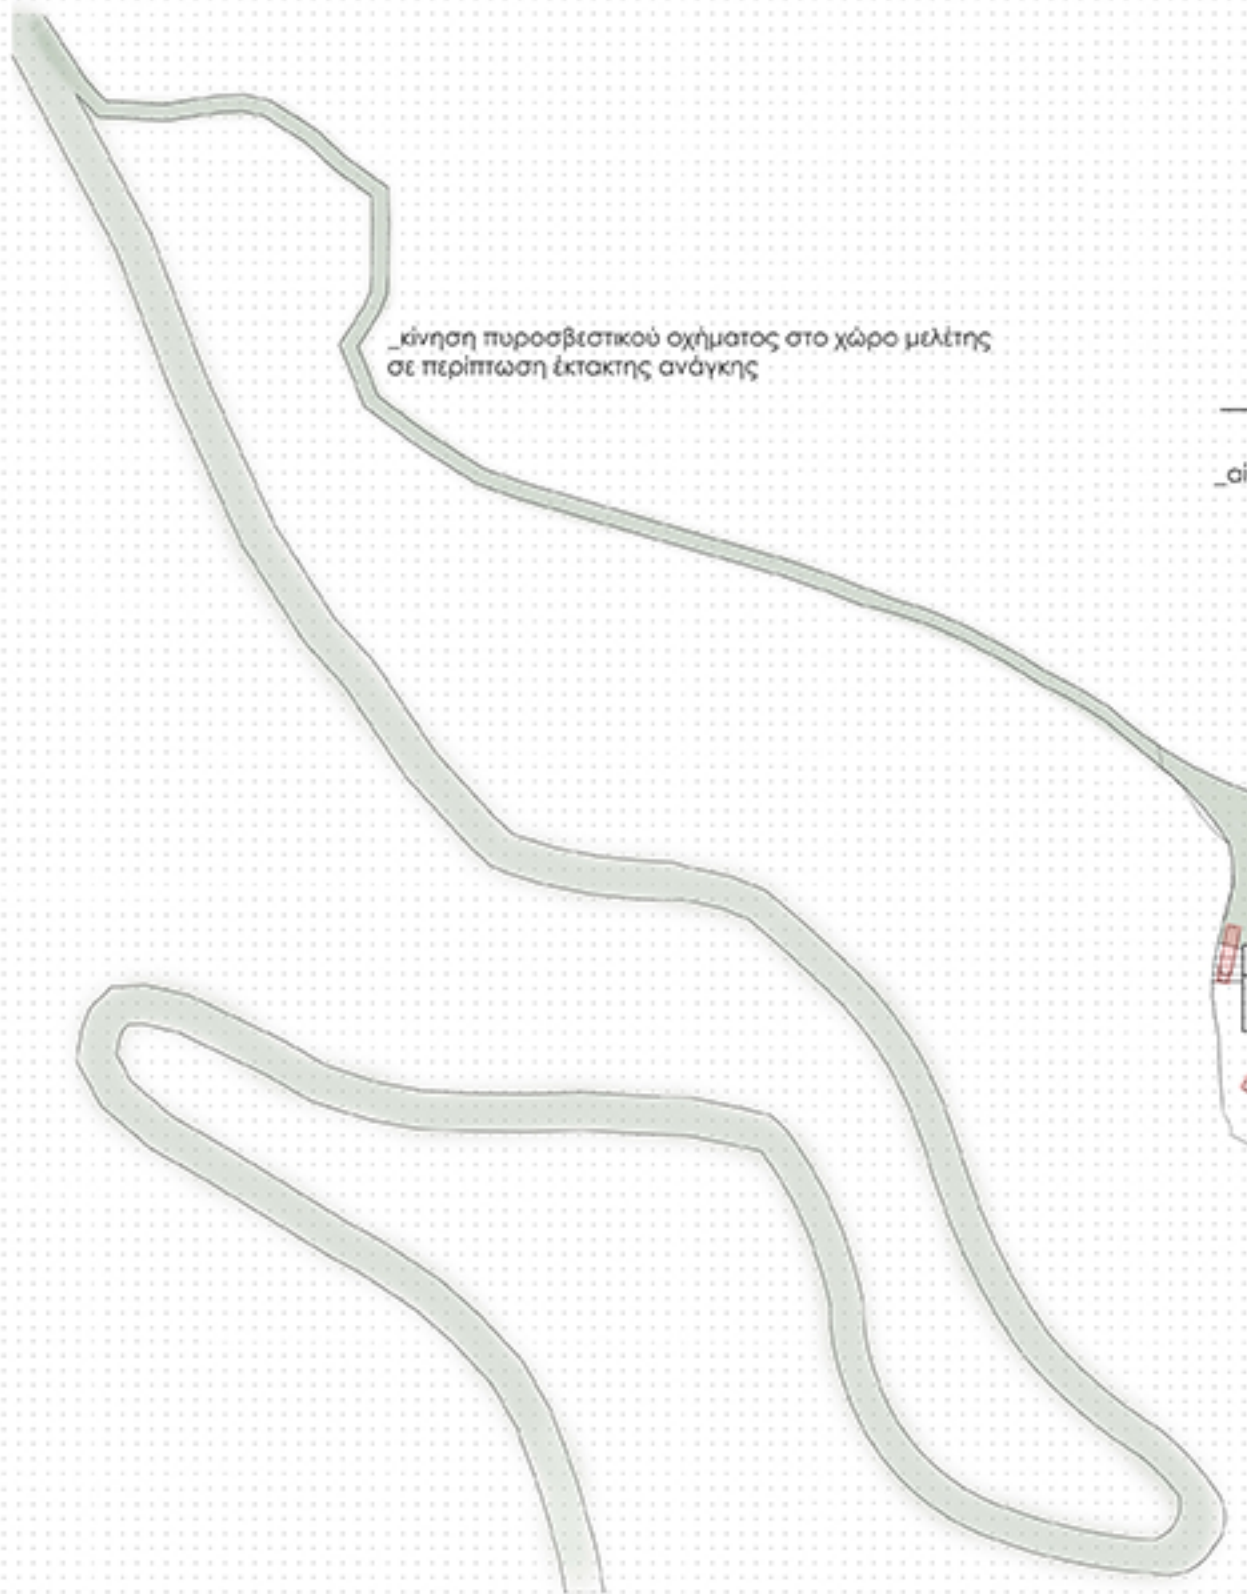 _κίνηση πυροσβεστικού οχήματος στο χώρο μελέτης
σε περίπτωση έκτακτης ανάγκης